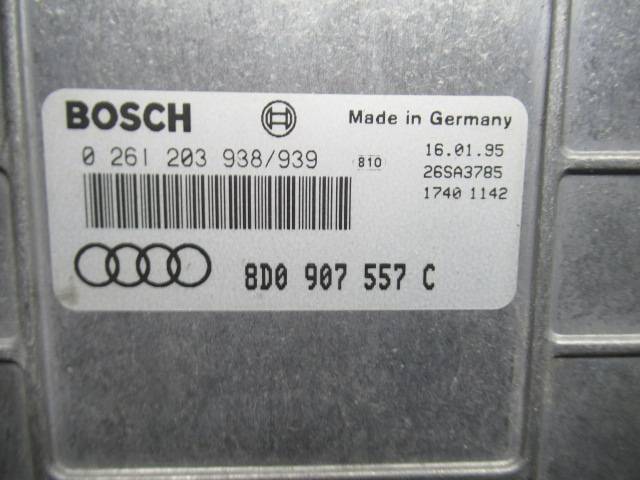 BOSCH
Made in Germany
0 261 203 938/939
810
16.01.95
26SA3785
1740 1142
8D0 907 557 C